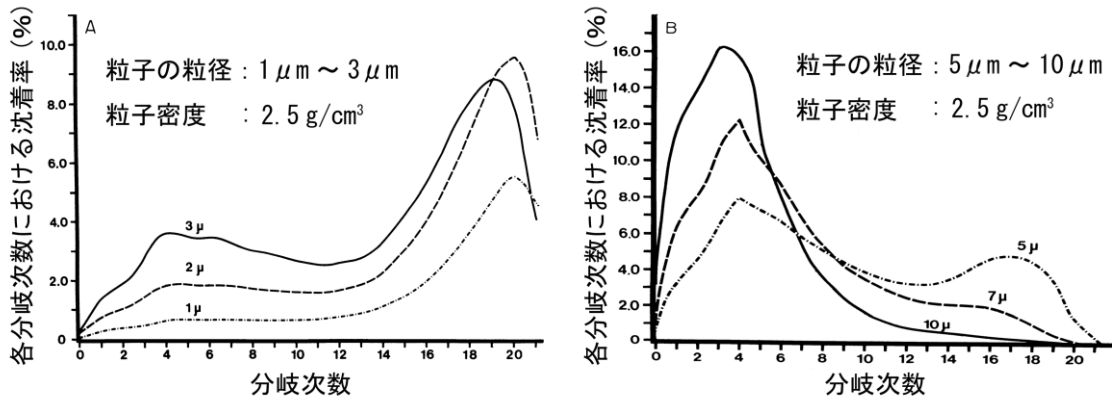 A
各分岐次数における沈着率 (%)
粒子の粒径 : 1μm ~ 3μm
粒子密度 : 2.5 g/cm³
10.0
8.0
6.0
4.0
2.0
0
3μ
2μ
1μ
0 2 4 6 8 10 12 14 16 18 20
分岐次数
B
各分岐次数における沈着率 (%)
粒子の粒径 : 5μm ~ 10μm
粒子密度 : 2.5 g/cm³
16.0
14.0
12.0
10.0
8.0
6.0
4.0
2.0
0
5μ
7μ
10μ
0 2 4 6 8 10 12 14 16 18 20
分岐次数